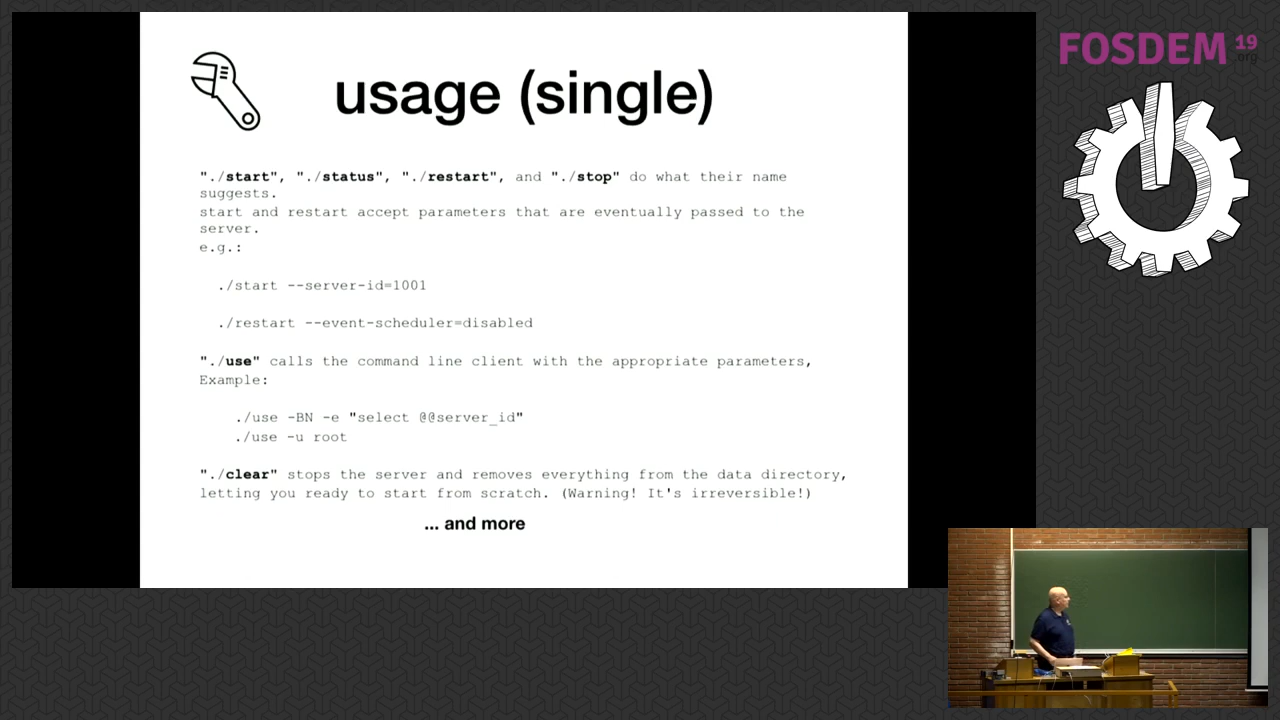 FOSDEM 19
.org
usage (single)
"./start", "./status", "./restart", and "./stop" do what their name
suggests.
start and restart accept parameters that are eventually passed to the
server.
e.g.:
./start --server-id=1001
./restart --event-scheduler=disabled
"./use" calls the command line client with the appropriate parameters,
Example:
./use -BN -e "select @@server_id"
./use -u root
"./clear" stops the server and removes everything from the data directory,
letting you ready to start from scratch. (Warning! It's irreversible!)
... and more